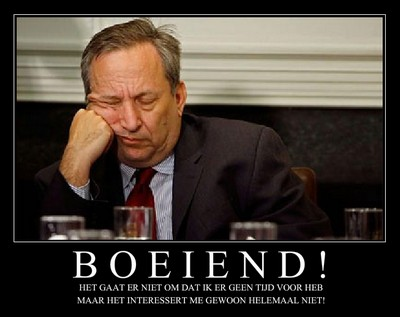 BOEIEND!
HET GAAT ER NIET OM DAT IK ER GEEN TIJD VOOR HEB
MAAR HET INTERESSERT ME GEWOON HELEMAAL NIET!